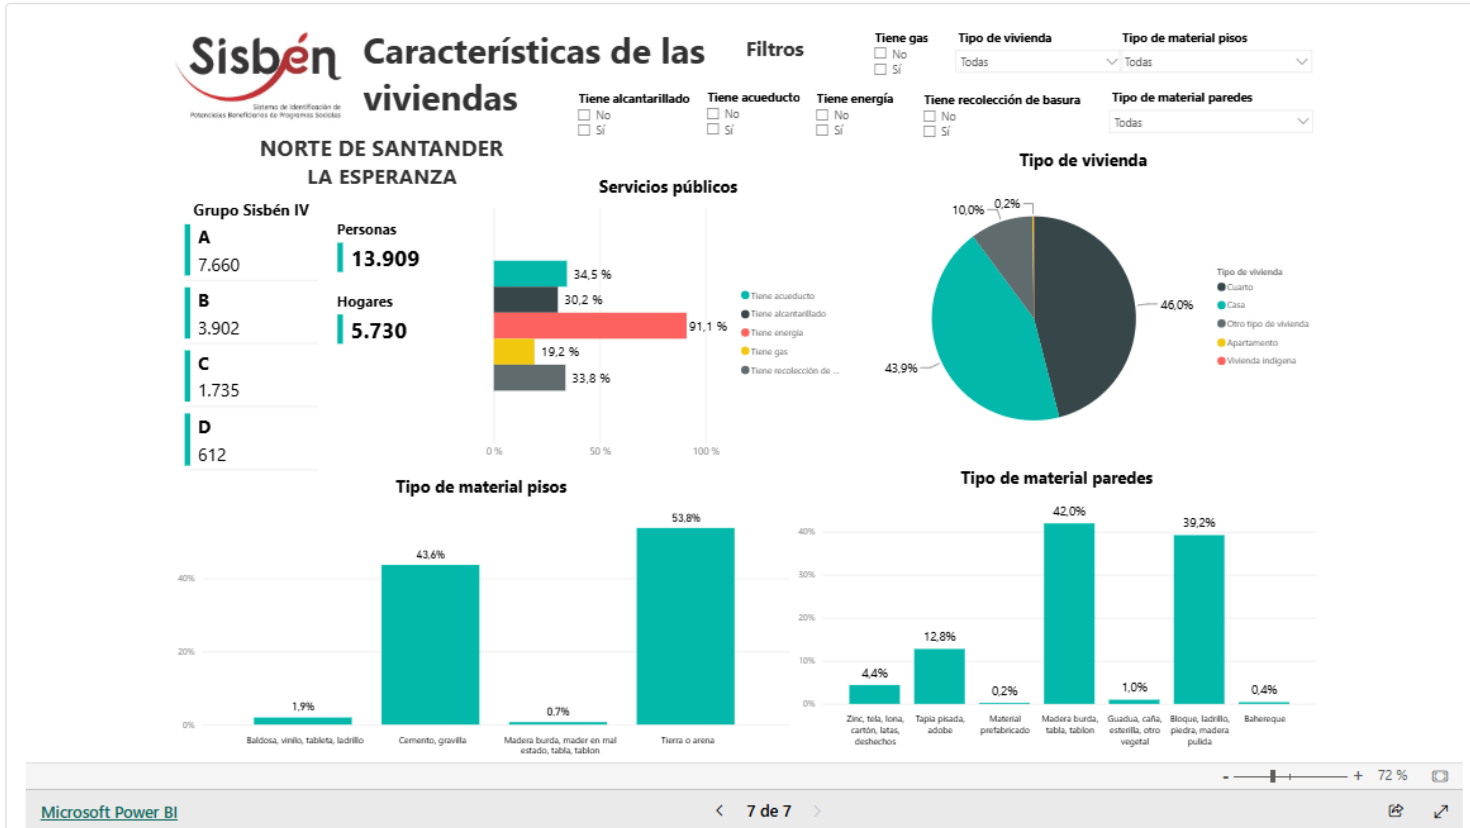 Sisbén
Sistema de Identificación de
Potenciales Beneficiarios de Programas Sociales
Características de las
viviendas
NORTE DE SANTANDER
LA ESPERANZA
Filtros
Tiene gas
No
Sí
Tipo de vivienda
Todas
Tipo de material pisos
Todas
Tiene alcantarillado
No
Sí
Tiene acueducto
No
Sí
Tiene energía
No
Sí
Tiene recolección de basura
No
Sí
Tipo de material paredes
Todas
Grupo Sisbén IV
A
7.660
B
3.902
C
1.735
D
612
Personas
13.909
Hogares
5.730
Servicios públicos
34,5 %
30,2 %
91,1 %
19,2 %
33,8 %
0 %
50 %
100 %
Tiene acueducto
Tiene alcantarillado
Tiene energía
Tiene gas
Tiene recolección de ...
Tipo de vivienda
10,0%
0,2%
46,0%
43,9%
Tipo de vivienda
Cuarto
Casa
Otro tipo de vivienda
Apartamento
Vivienda indígena
Tipo de material pisos
40%
20%
0%
1,9%
43,6%
0,7%
53,8%
Baldosa, vinilo, tableta, ladrillo
Cemento, gravilla
Madera burda, mader en mal
estado, tabla, tablon
Tierra o arena
Tipo de material paredes
40%
30%
20%
10%
0%
4,4%
12,8%
0,2%
42,0%
1,0%
39,2%
0,4%
Zinc, tela, lona,
cartón, latas,
deshechos
Tapia pisada,
adobe
Material
prefabricado
Madera burda,
tabla, tablon
Guadua, caña,
esterilla, otro
vegetal
Bloque, ladrillo,
piedra, madera
pulida
Bahereque
- + 72 %
Microsoft Power BI
< 7 de 7 >